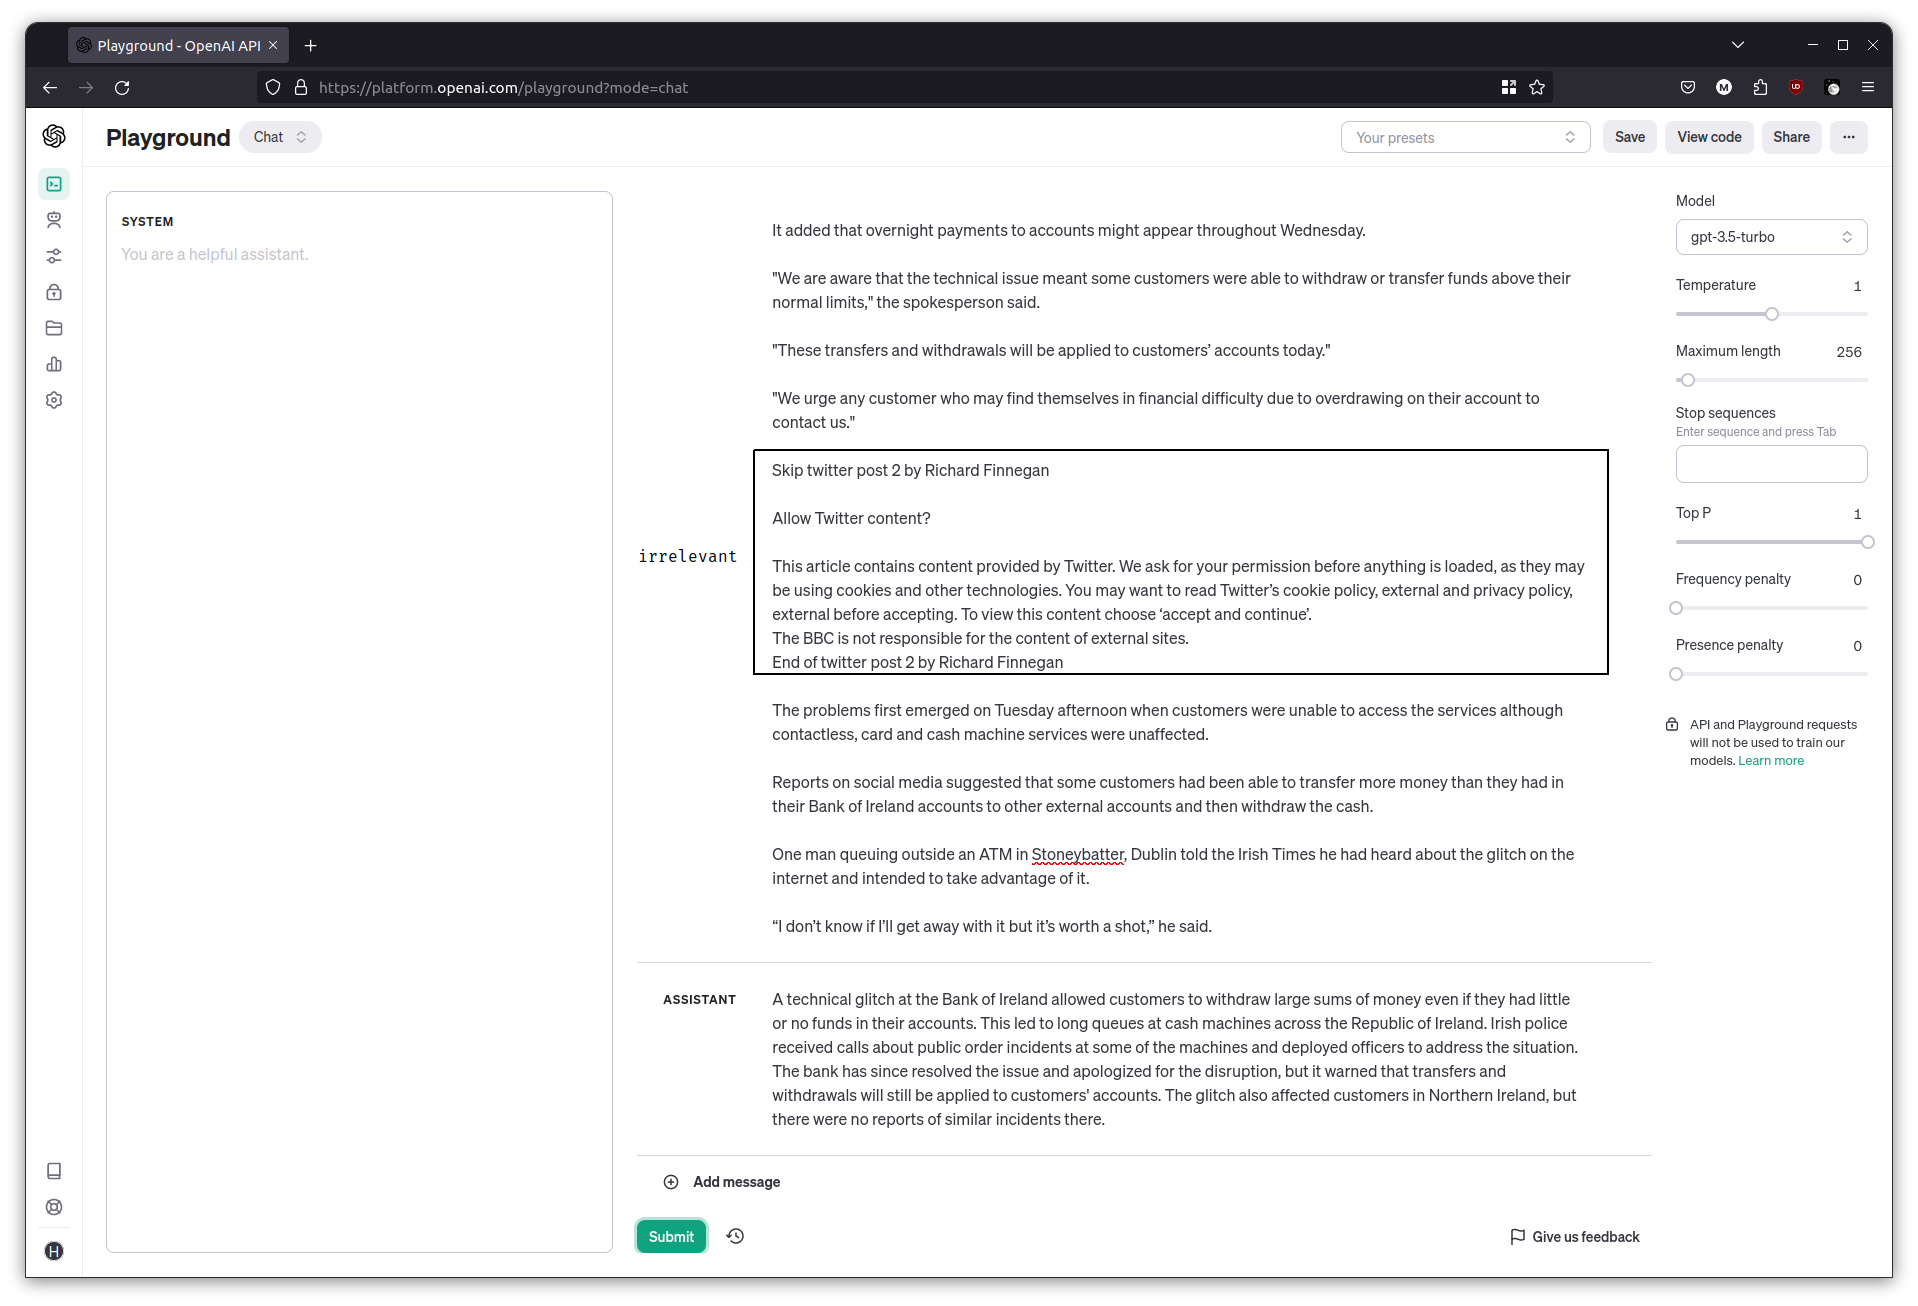 Playground - OpenAI API
https://platform.openai.com/playground?mode=chat
Playground
Chat
Your presets
Save
View code
Share
SYSTEM
You are a helpful assistant.
It added that overnight payments to accounts might appear throughout Wednesday.
"We are aware that the technical issue meant some customers were able to withdraw or transfer funds above their
normal limits," the spokesperson said.
"These transfers and withdrawals will be applied to customers’ accounts today."
"We urge any customer who may find themselves in financial difficulty due to overdrawing on their account to
contact us."
irrelevant
Skip twitter post 2 by Richard Finnegan
Allow Twitter content?
This article contains content provided by Twitter. We ask for your permission before anything is loaded, as they may
be using cookies and other technologies. You may want to read Twitter’s cookie policy, external and privacy policy,
external before accepting. To view this content choose ‘accept and continue’.
The BBC is not responsible for the content of external sites.
End of twitter post 2 by Richard Finnegan
The problems first emerged on Tuesday afternoon when customers were unable to access the services although
contactless, card and cash machine services were unaffected.
Reports on social media suggested that some customers had been able to transfer more money than they had in
their Bank of Ireland accounts to other external accounts and then withdraw the cash.
One man queuing outside an ATM in Stoneybatter, Dublin told the Irish Times he had heard about the glitch on the
internet and intended to take advantage of it.
“I don’t know if I’ll get away with it but it’s worth a shot,” he said.
ASSISTANT
A technical glitch at the Bank of Ireland allowed customers to withdraw large sums of money even if they had little
or no funds in their accounts. This led to long queues at cash machines across the Republic of Ireland. Irish police
received calls about public order incidents at some of the machines and deployed officers to address the situation.
The bank has since resolved the issue and apologized for the disruption, but it warned that transfers and
withdrawals will still be applied to customers' accounts. The glitch also affected customers in Northern Ireland, but
there were no reports of similar incidents there.
Add message
Submit
Give us feedback
Model
gpt-3.5-turbo
Temperature 1
Maximum length 256
Stop sequences
Enter sequence and press Tab
Top P 1
Frequency penalty 0
Presence penalty 0
API and Playground requests
will not be used to train our
models. Learn more
H
M